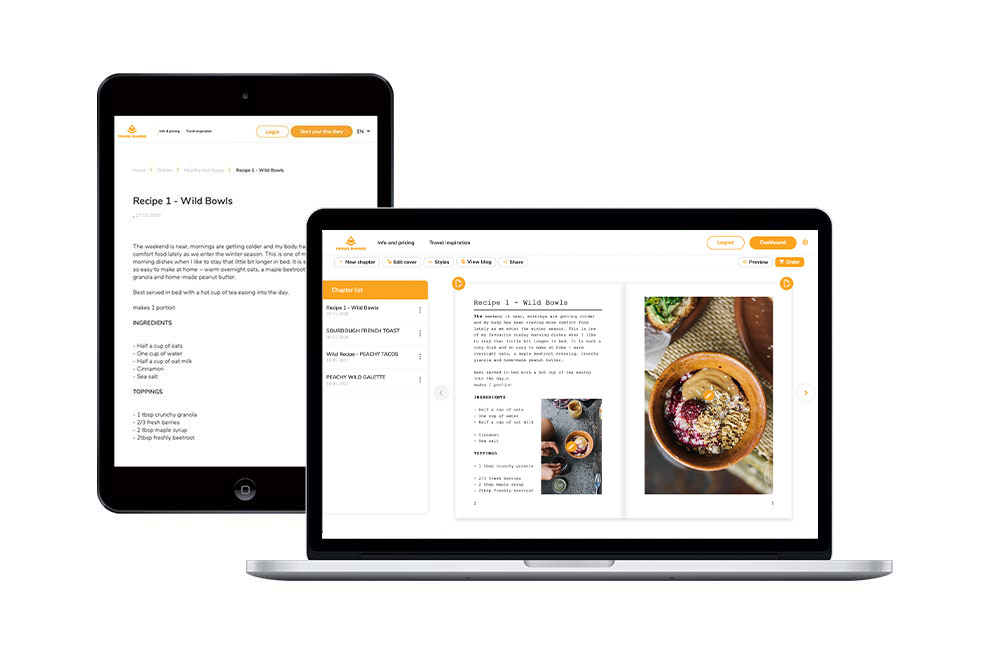 TRAVEL DIARIES
Info & pricing
Travel inspiration
Login
Start your first diary
EN
Home / Diaries / Healthy and happy / Recipe 1 - Wild Bowls
Recipe 1 - Wild Bowls
27.11.2020
The weekend is near, mornings are getting colder and my body ha
comfort food lately as we enter the winter season. This is one of m
morning dishes when I like to stay that little bit longer in bed. It is s
so easy to make at home – warm overnight oats, a maple beetroot
granola and home-made peanut butter.
Best served in bed with a hot cup of tea easing into the day.
makes 1 portion
INGREDIENTS
- Half a cup of oats
- One cup of water
- Half a cup of oat milk
- Cinnamon
- Sea salt
TOPPINGS
- 1 tbsp crunchy granola
- 2/3 fresh berries
- 2 tbsp maple syrup
- 2tbsp freshly beetroot
TRAVEL DIARIES
Info and pricing
Travel inspiration
Logout
Dashboard
+ New chapter
Edit cover
Styles
View blog
Share
Preview
Order
Chapter list
Recipe 1 - Wild Bowls
27.11.2020
SOURDOUGH FRENCH TOAST
30.11.2020
Wild Recipe - PEACHY TACOS
19.01.2021
PEACHY WILD GALETTE
19.01.2021
Recipe 1 - Wild Bowls
The weekend is near, mornings are getting colder
and my body has been craving more comfort food
lately as we enter the winter season. This is one
of my favourite Sunday morning dishes when I like
to stay that little bit longer in bed. It is such a
cosy dish and so easy to make at home – warm
overnight oats, a maple beetroot dressing, crunchy
granola and home-made peanut butter.
Best served in bed with a hot cup of tea easing
into the day.
makes 1 portion
INGREDIENTS
- Half a cup of oats
- One cup of water
- Half a cup of oat milk
- Cinnamon
- Sea salt
TOPPINGS
- 1 tbsp crunchy granola
- 2/3 fresh berries
- 2 tbsp maple syrup
- 2tbsp freshly beetroot
2
3